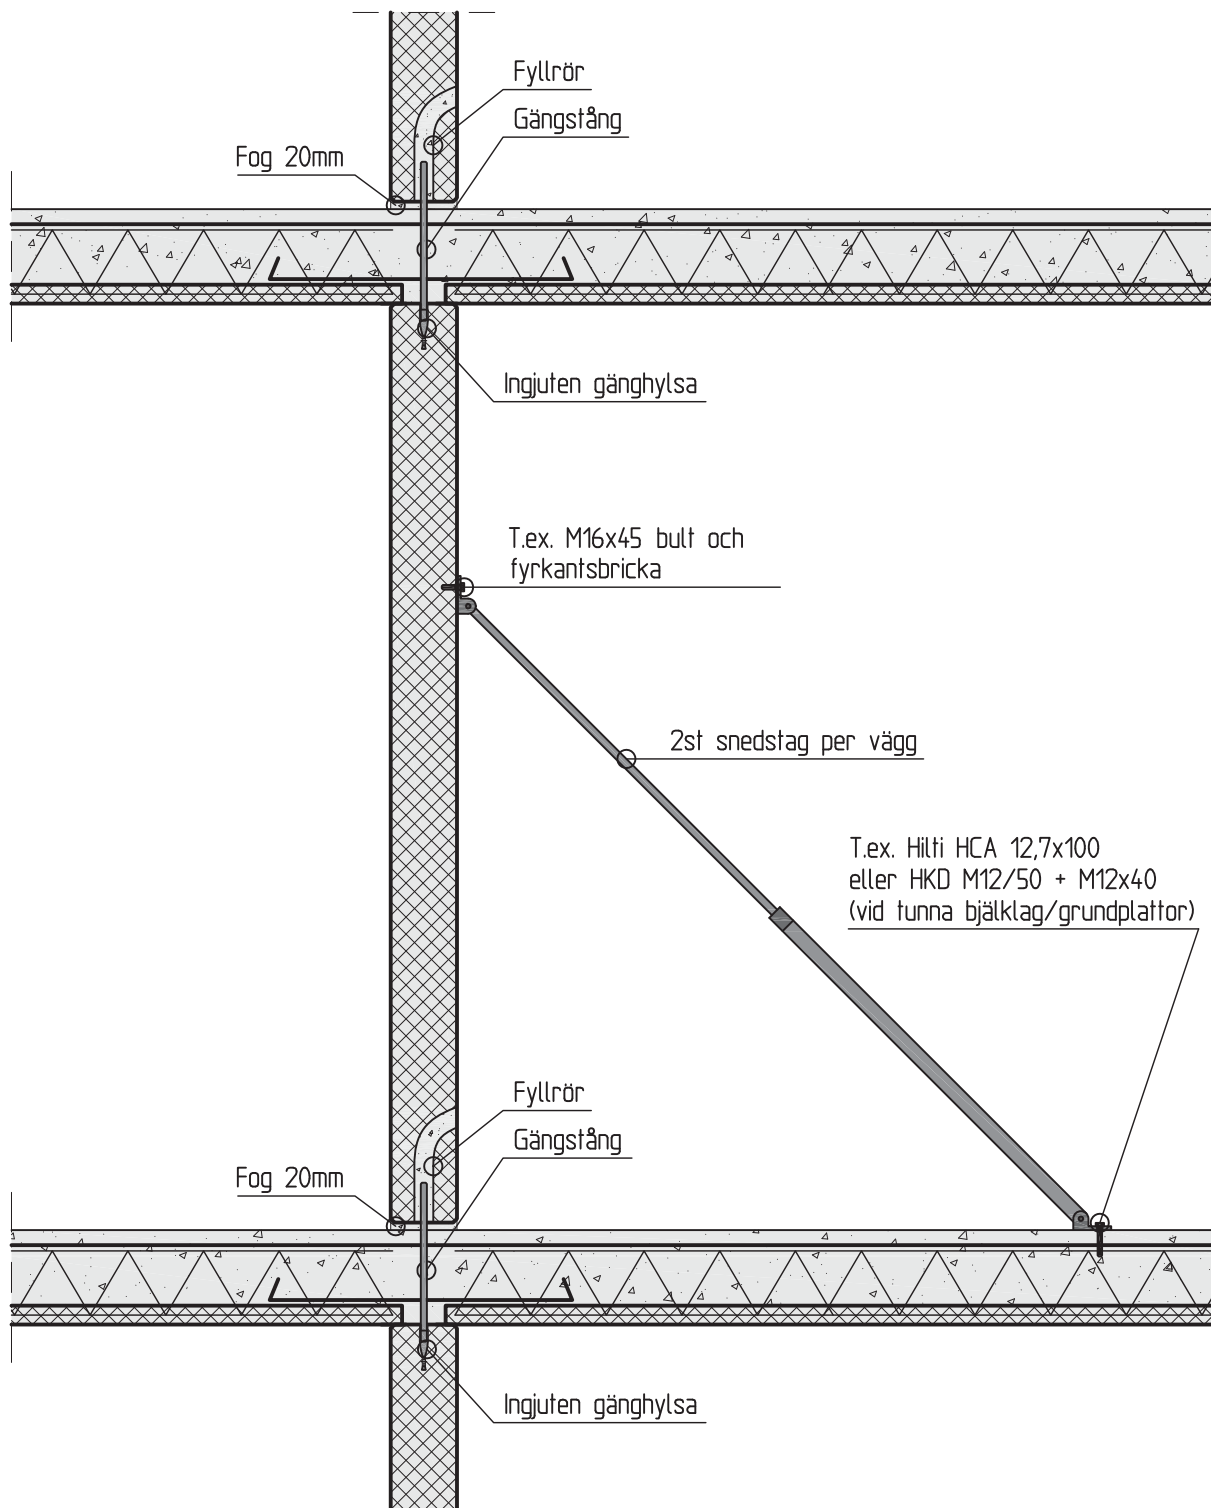 Fyllrör
Gängstång
Fog 20mm
Ingjuten gänghylsa
T.ex. M16x45 bult och
fyrkantsbricka
2st snedstag per vägg
T.ex. Hilti HCA 12,7x100
eller HKD M12/50 + M12x40
(vid tunna bjälklag/grundplattor)
Fyllrör
Gängstång
Fog 20mm
Ingjuten gänghylsa